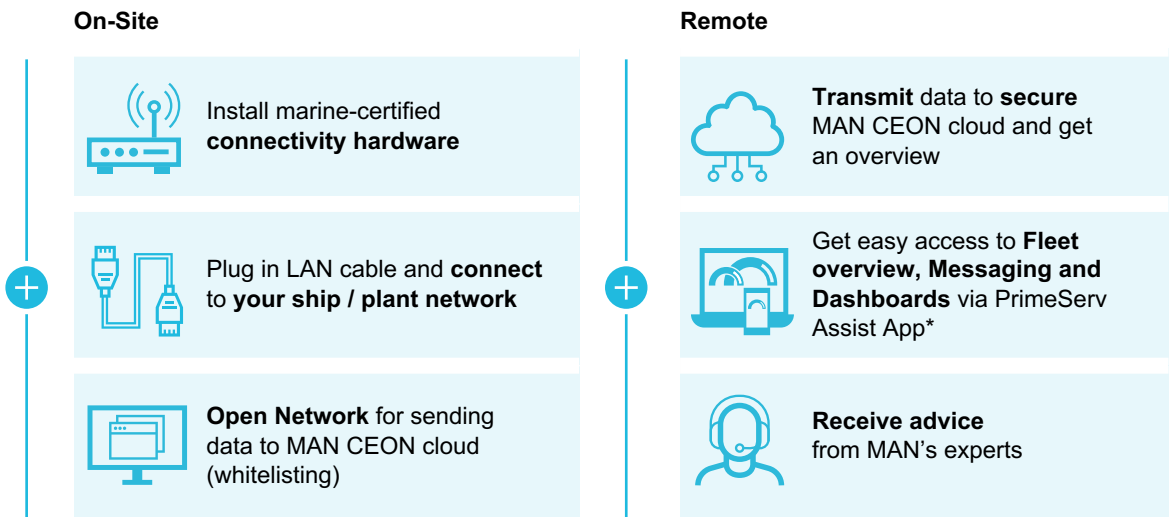 On-Site
Install marine-certified
connectivity hardware
Plug in LAN cable and connect
to your ship / plant network
Open Network for sending
data to MAN CEON cloud
(whitelisting)
Remote
Transmit data to secure
MAN CEON cloud and get
an overview
Get easy access to Fleet
overview, Messaging and
Dashboards via PrimeServ
Assist App*
Receive advice
from MAN’s experts